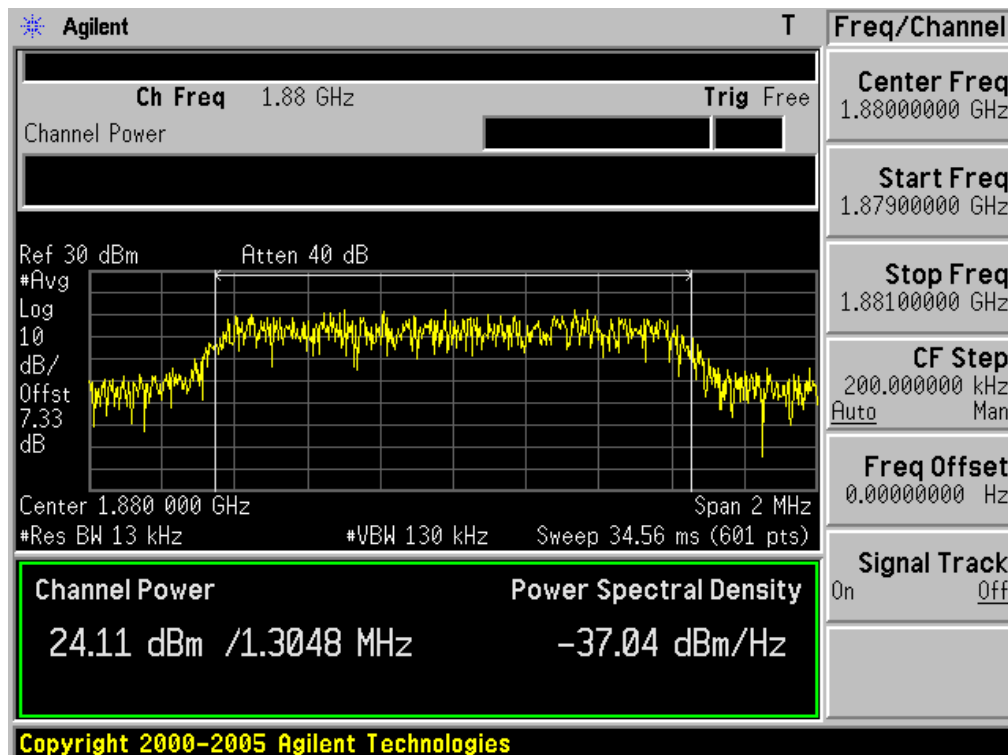 Agilent T Freq/Channel
Ch Freq 1.88 GHz Trig Free
Channel Power
Ref 30 dBm Atten 40 dB
#Avg
Log
10
dB/
Offst
7.33
dB
Center 1.880 000 GHz Span 2 MHz
#Res BW 13 kHz #VBW 130 kHz Sweep 34.56 ms (601 pts)
Channel Power Power Spectral Density
24.11 dBm /1.3048 MHz -37.04 dBm/Hz
Center Freq
1.88000000 GHz
Start Freq
1.87900000 GHz
Stop Freq
1.88100000 GHz
CF Step
200.000000 kHz
Auto Man
Freq Offset
0.00000000 Hz
Signal Track
On Off
Copyright 2000-2005 Agilent Technologies